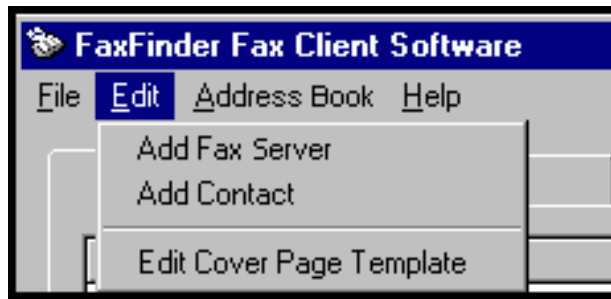 FaxFinder Fax Client Software
File Edit Address Book Help
Add Fax Server
Add Contact
Edit Cover Page Template